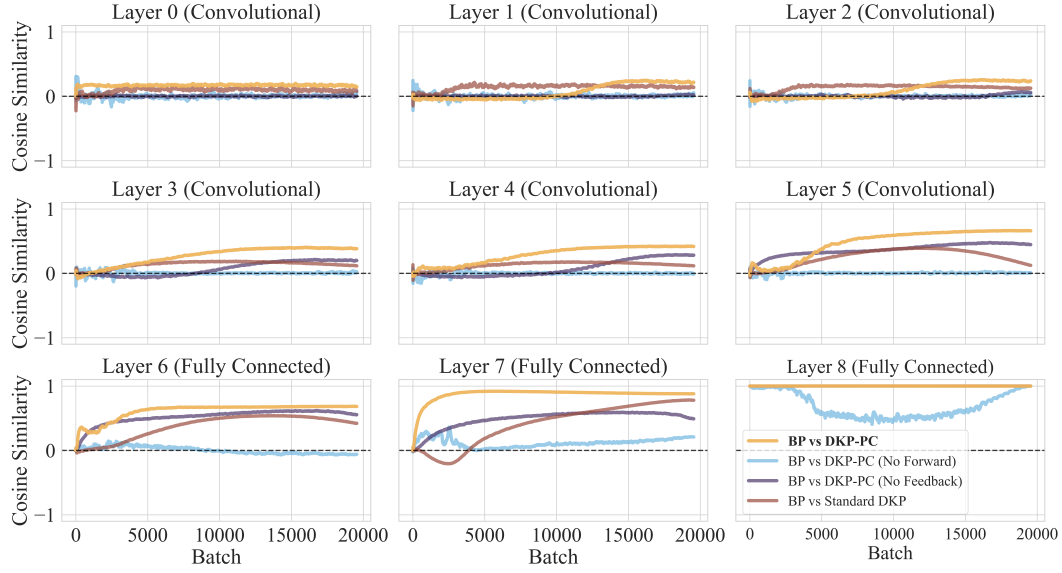 Layer 0 (Convolutional) Layer 1 (Convolutional) Layer 2 (Convolutional)
Cosine Similarity
1
0
−1
Layer 3 (Convolutional) Layer 4 (Convolutional) Layer 5 (Convolutional)
Cosine Similarity
1
0
−1
Layer 6 (Fully Connected) Layer 7 (Fully Connected) Layer 8 (Fully Connected)
Cosine Similarity
1
0
−1
BP vs DKP-PC
BP vs DKP-PC (No Forward)
BP vs DKP-PC (No Feedback)
BP vs Standard DKP
0 5000 10000 15000 20000 0 5000 10000 15000 20000 0 5000 10000 15000 20000
Batch Batch Batch